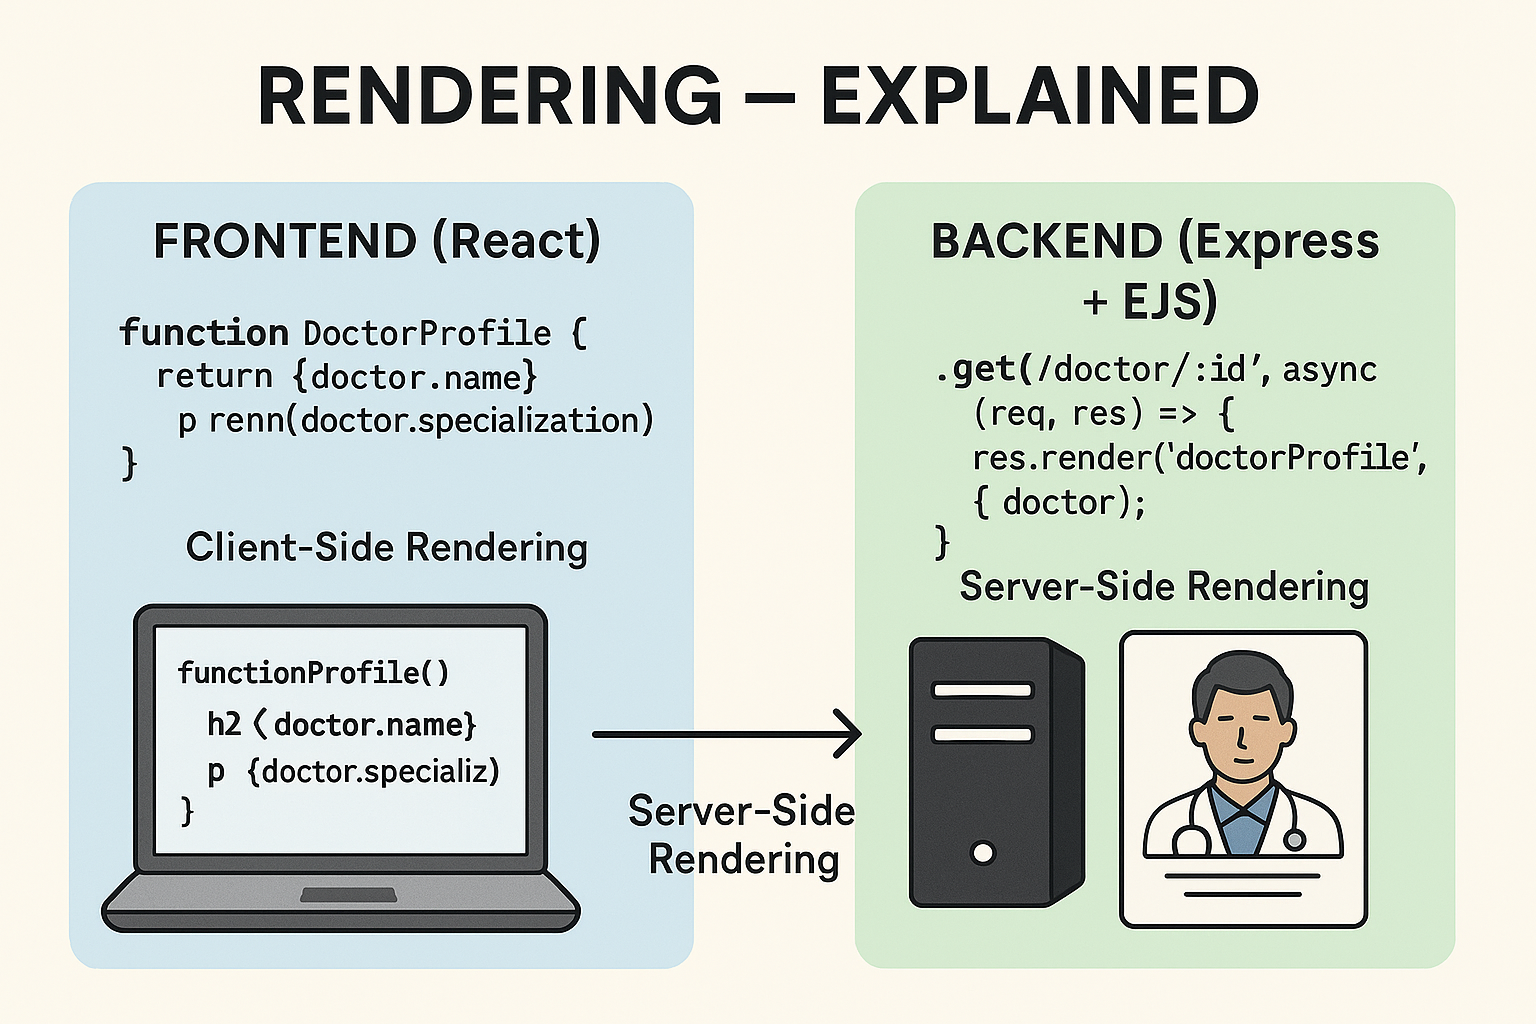 RENDERING — EXPLAINED
FRONTEND (React)
function DoctorProfile {
return {doctor.name}
p renn(doctor.specialization)
}
Client-Side Rendering
functionProfile()
h2〈 doctor.name}
p {doctor.specializ)
}
Server-Side
Rendering
BACKEND (Express
+ EJS)
.get(/doctor/:id’, async
(req, res) => {
res.render(‘doctorProfile’,
{ doctor);
}
Server-Side Rendering